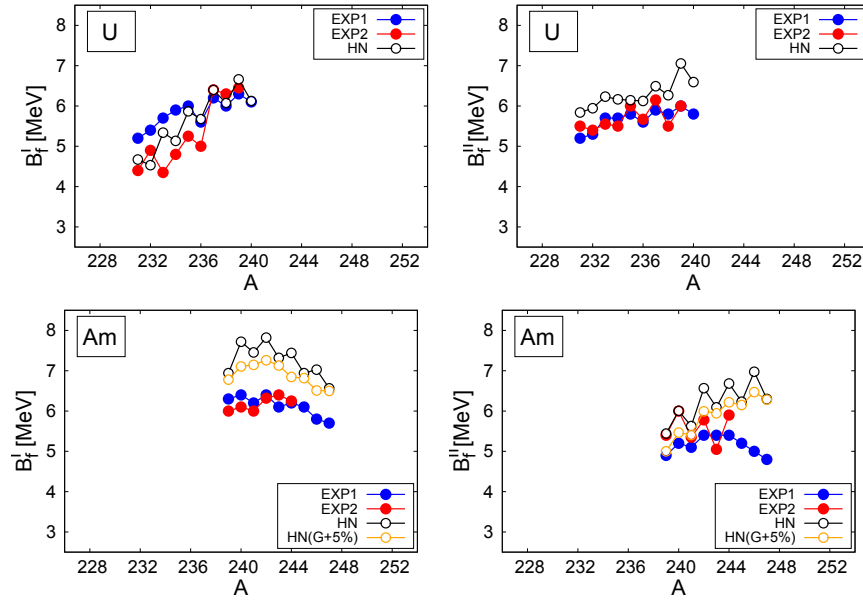 U
EXP1
EXP2
HN
8
7
6
5
4
3
B_f^I [MeV]
228 232 236 240 244 248 252
A
U
EXP1
EXP2
HN
8
7
6
5
4
3
B_f^II [MeV]
228 232 236 240 244 248 252
A
Am
8
7
6
5
4
3
B_f^I [MeV]
EXP1
EXP2
HN
HN(G+5%)
228 232 236 240 244 248 252
A
Am
8
7
6
5
4
3
B_f^II [MeV]
EXP1
EXP2
HN
HN(G+5%)
228 232 236 240 244 248 252
A